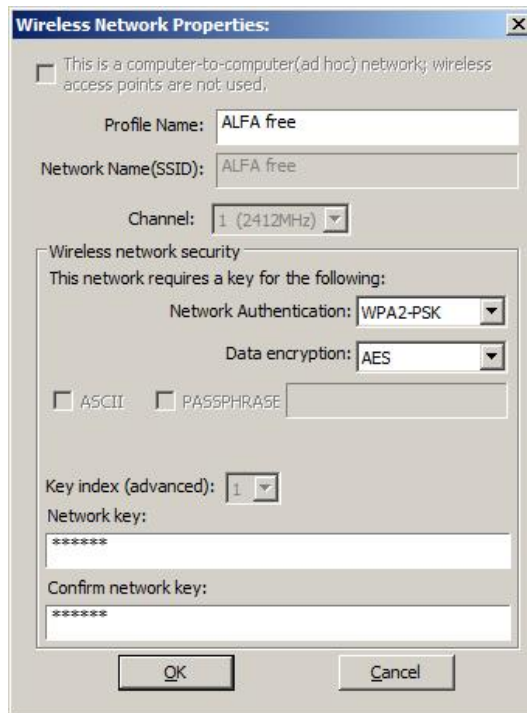 Wireless Network Properties:
This is a computer-to-computer(ad hoc) network; wireless
access points are not used.
Profile Name: ALFA free
Network Name(SSID): ALFA free
Channel: 1 (2412MHz)
Wireless network security
This network requires a key for the following:
Network Authentication: WPA2-PSK
Data encryption: AES
ASCII PASSPHRASE
Key index (advanced): 1
Network key:
******
Confirm network key:
******
OK Cancel